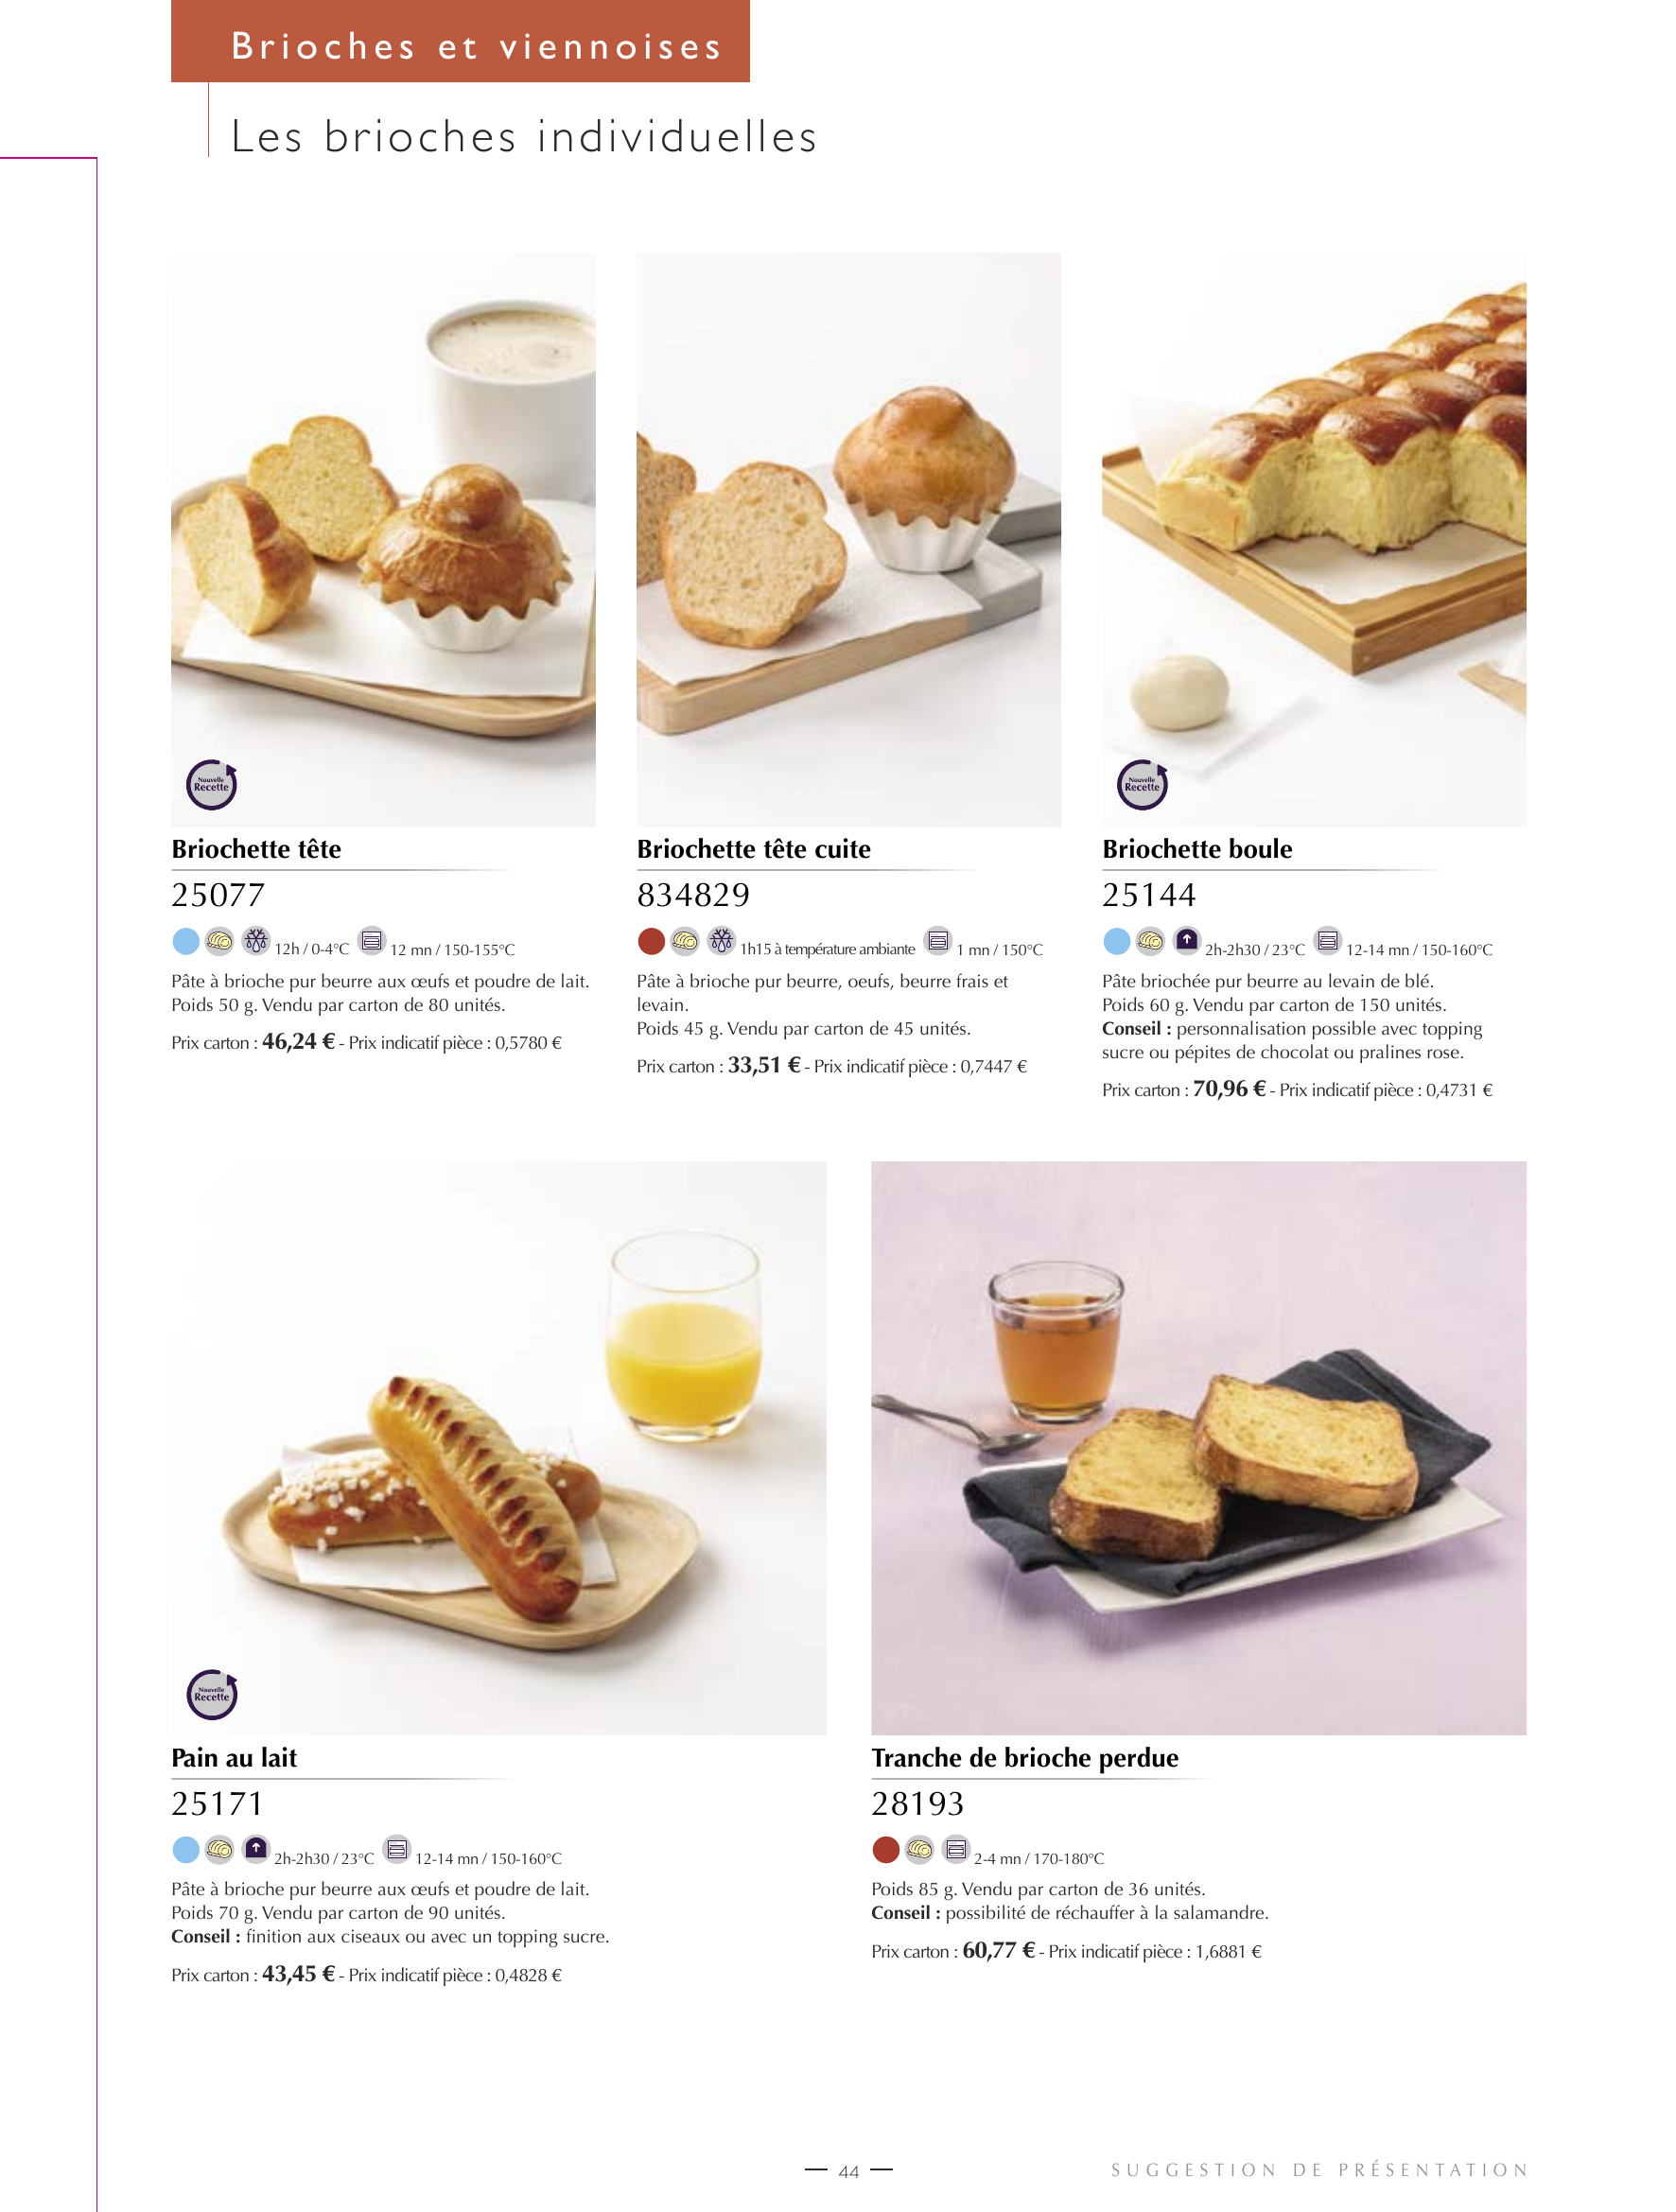 Brioches et viennoises
Les brioches individuelles
Nouvelle
Recette
Nouvelle
Recette
Briochette tête
25077
12h / 0-4°C 12 mn / 150-155°C
Pâte à brioche pur beurre aux œufs et poudre de lait.
Poids 50 g. Vendu par carton de 80 unités.
Prix carton : 46,24 € - Prix indicatif pièce : 0,5780 €
Briochette tête cuite
834829
1h15 à température ambiante 1 mn / 150°C
Pâte à brioche pur beurre, oeufs, beurre frais et
levain.
Poids 45 g. Vendu par carton de 45 unités.
Prix carton : 33,51 € - Prix indicatif pièce : 0,7447 €
Briochette boule
25144
2h-2h30 / 23°C 12-14 mn / 150-160°C
Pâte briochée pur beurre au levain de blé.
Poids 60 g. Vendu par carton de 150 unités.
Conseil : personnalisation possible avec topping
sucre ou pépites de chocolat ou pralines rose.
Prix carton : 70,96 € - Prix indicatif pièce : 0,4731 €
Nouvelle
Recette
Pain au lait
25171
2h-2h30 / 23°C 12-14 mn / 150-160°C
Pâte à brioche pur beurre aux œufs et poudre de lait.
Poids 70 g. Vendu par carton de 90 unités.
Conseil : finition aux ciseaux ou avec un topping sucre.
Prix carton : 43,45 € - Prix indicatif pièce : 0,4828 €
Tranche de brioche perdue
28193
2-4 mn / 170-180°C
Poids 85 g. Vendu par carton de 36 unités.
Conseil : possibilité de réchauffer à la salamandre.
Prix carton : 60,77 € - Prix indicatif pièce : 1,6881 €
44
SUGGESTION DE PRÉSENTATION